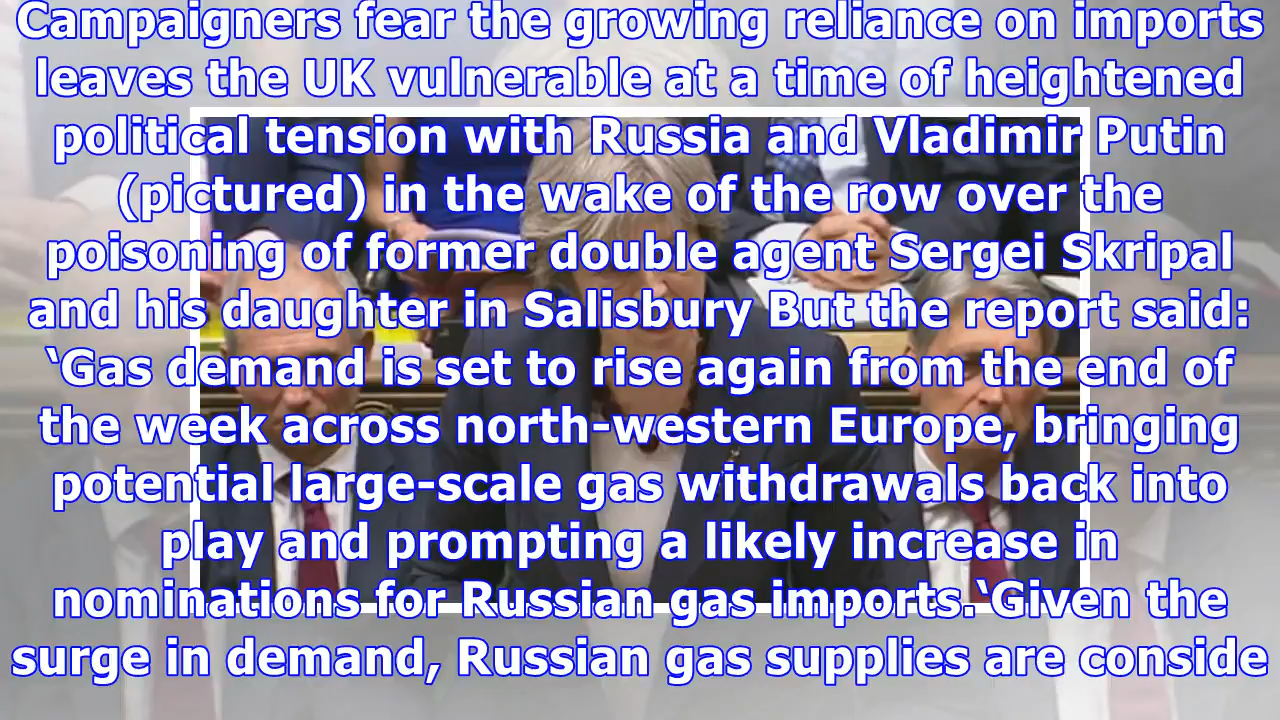 Campaigners fear the growing reliance on imports
leaves the UK vulnerable at a time of heightened
political tension with Russia and Vladimir Putin
(pictured) in the wake of the row over the
poisoning of former double agent Sergei Skripal
and his daughter in Salisbury But the report said:
‘Gas demand is set to rise again from the end of
the week across north-western Europe, bringing
potential large-scale gas withdrawals back into
play and prompting a likely increase in
nominations for Russian gas imports.‘Given the
surge in demand, Russian gas supplies are conside